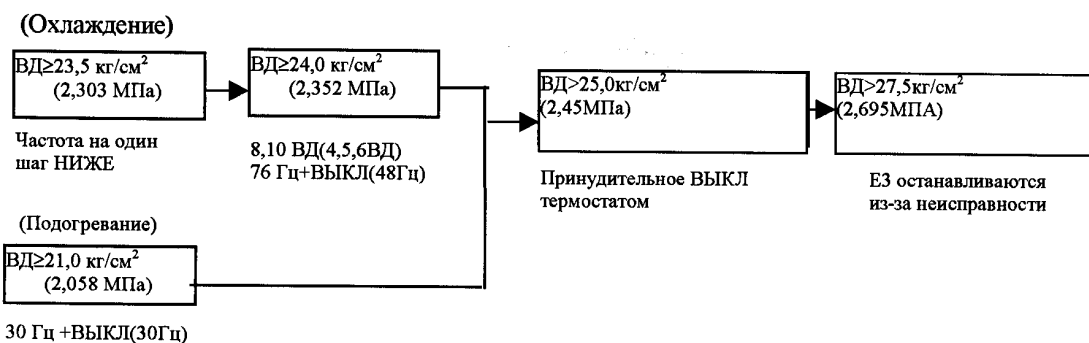 (Охлаждение)
ВД≥23,5 кг/см²
(2,303 МПа)
Частота на один
шаг НИЖЕ
ВД≥24,0 кг/см²
(2,352 МПа)
8,10 ВД(4,5,6ВД)
76 Гц+ВЫКЛ(48Гц)
ВД>25,0кг/см²
(2,45МПа)
Принудительное ВЫКЛ
термостатом
ВД>27,5кг/см²
(2,695МПА)
Е3 останавливаются
из-за неисправности
(Подогревание)
ВД≥21,0 кг/см²
(2,058 МПа)
30 Гц +ВЫКЛ(30Гц)